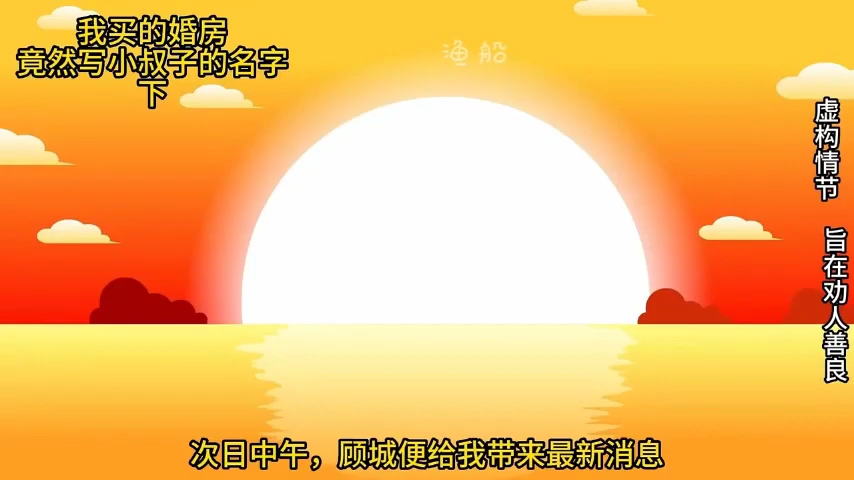 我买的婚房
竟然写小叔子的名字
下
渔船
虚构情节 旨在劝人善良
次日中午，顾城便给我带来最新消息